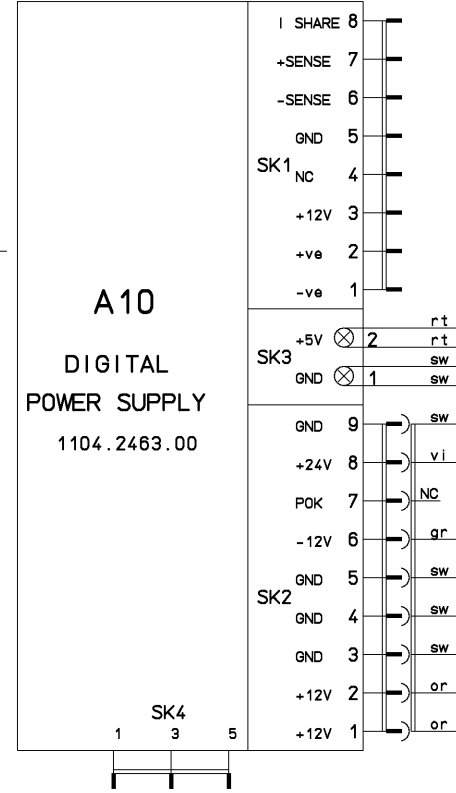 I SHARE 8
+SENSE 7
-SENSE 6
GND 5
SK1
NC 4
+12V 3
+ve 2
-ve 1
A10
DIGITAL
POWER SUPPLY
1104.2463.00
rt
+5V 2
rt
SK3
sw
GND 1
sw
GND 9 sw
+24V 8 vi
POK 7 NC
-12V 6 gr
GND 5 sw
SK2
GND 4 sw
GND 3 sw
+12V 2 or
+12V 1 or
SK4
1 3 5